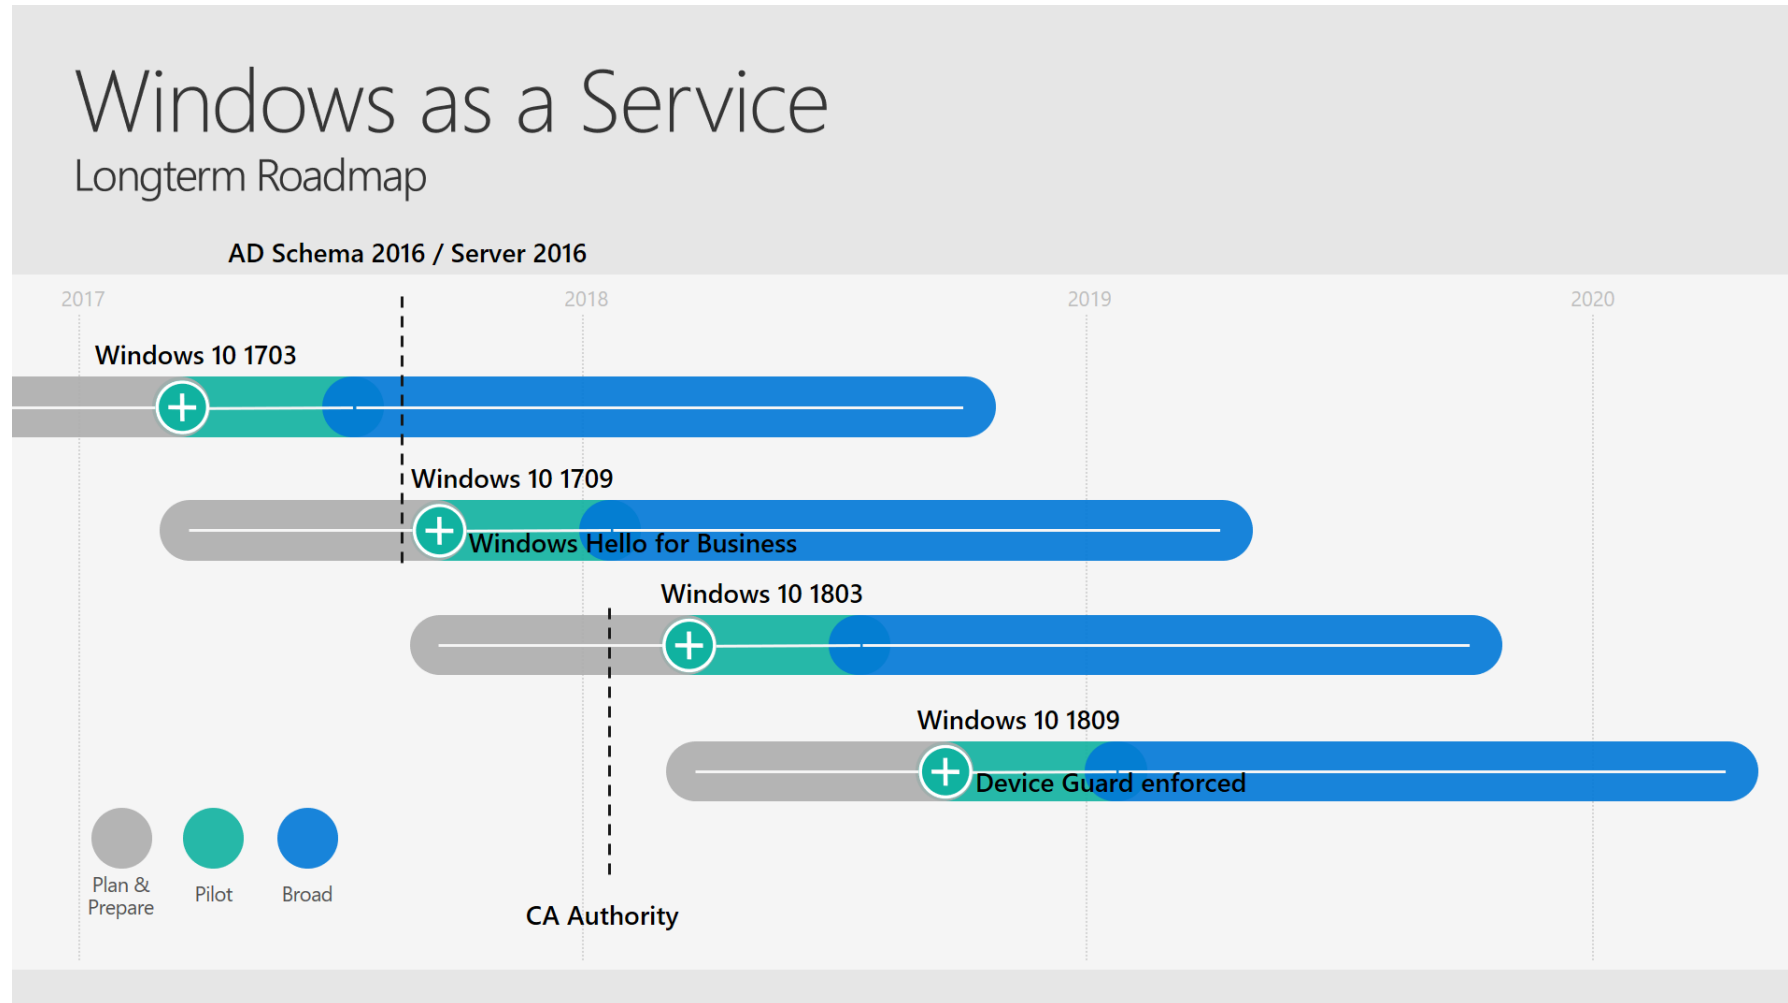 Windows as a Service
Longterm Roadmap
AD Schema 2016 / Server 2016
2017
2018
2019
2020
Windows 10 1703
Windows 10 1709
Windows Hello for Business
Windows 10 1803
Windows 10 1809
Device Guard enforced
Plan &
Prepare
Pilot
Broad
CA Authority